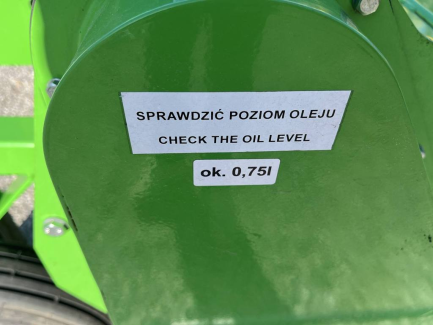 SPRAWDZIĆ POZIOM OLEJU
CHECK THE OIL LEVEL
ok. 0,75l